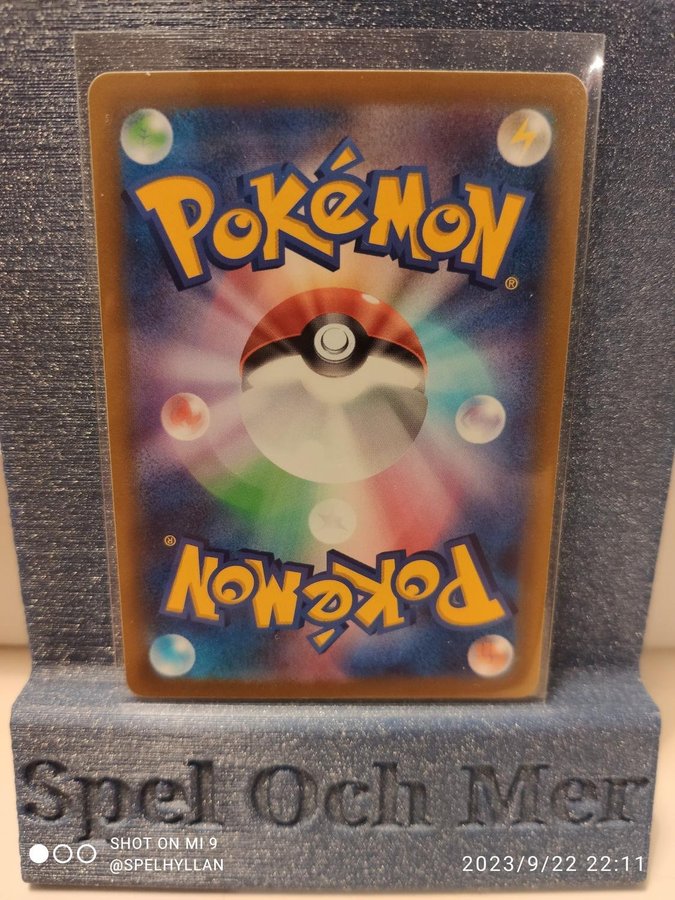 POKéMON
®
®
POKéMON
Spel Och Mer
SHOT ON MI 9
@SPELHYLLAN
2023/9/22 22:11